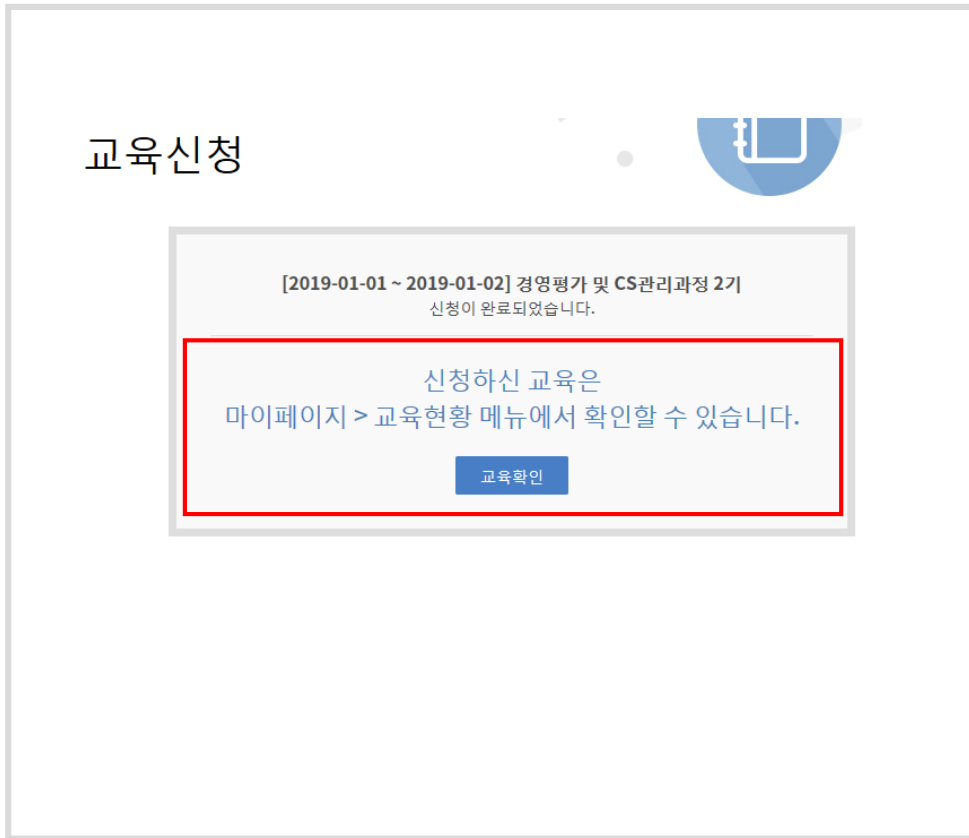 교육신청
[2019-01-01 ~ 2019-01-02] 경영평가 및 CS관리과정 2기
신청이 완료되었습니다.
신청하신 교육은
마이페이지 > 교육현황 메뉴에서 확인할 수 있습니다.
교육확인